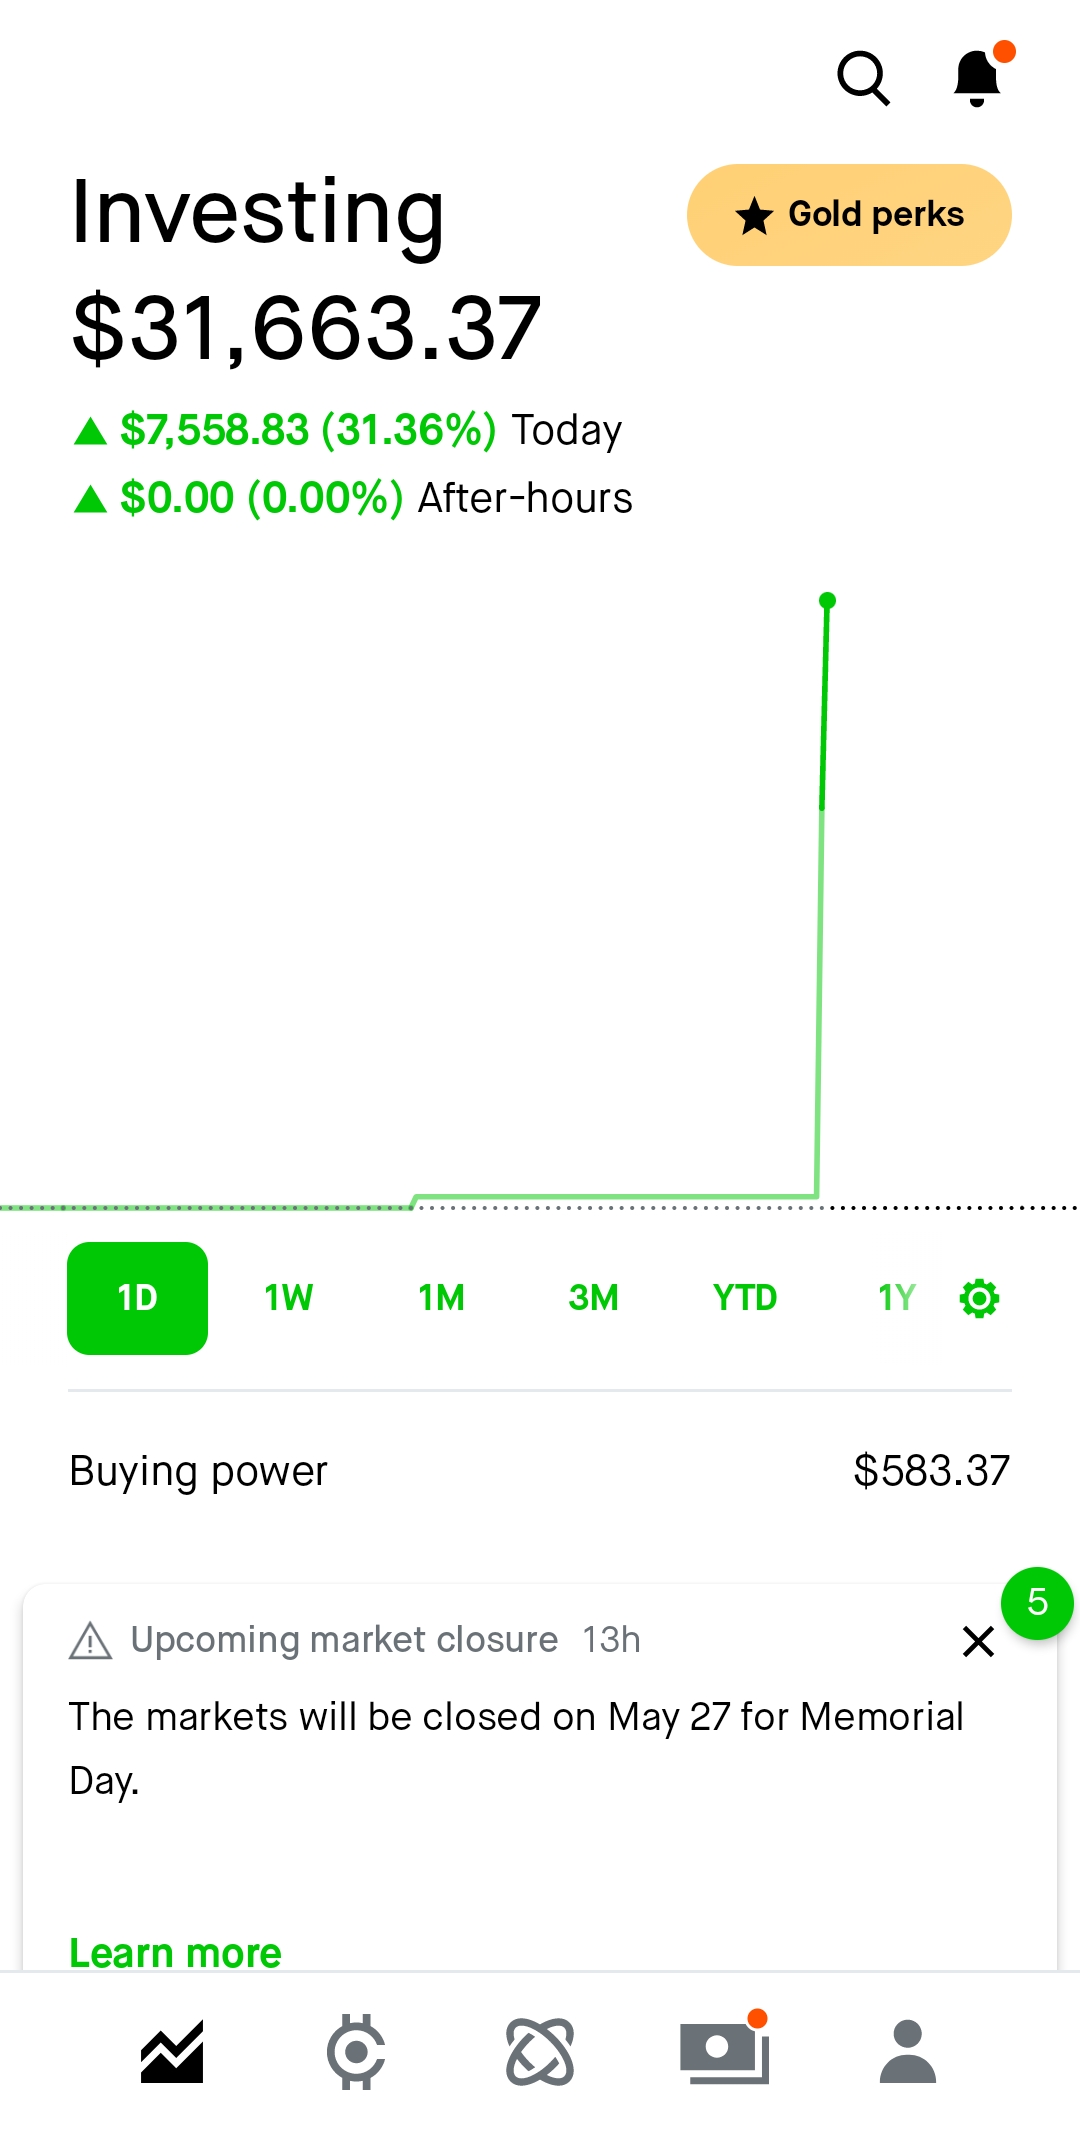 Investing
Gold perks
$31,663.37
$7,558.83 (31.36%) Today
$0.00 (0.00%) After-hours
1D 1W 1M 3M YTD 1Y
Buying power $583.37
5
Upcoming market closure 13h
The markets will be closed on May 27 for Memorial
Day.
Learn more